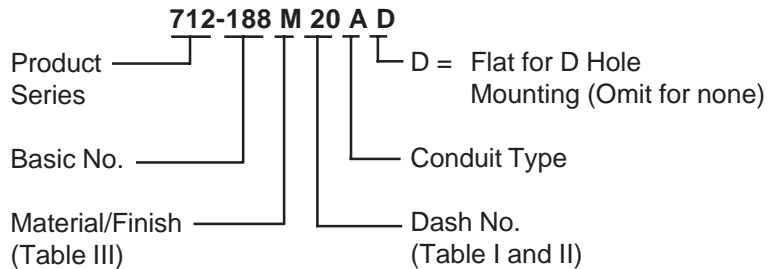 712-188 M 20 A D
Product
Series
Basic No.
Material/Finish
(Table III)
D = Flat for D Hole
Mounting (Omit for none)
Conduit Type
Dash No.
(Table I and II)